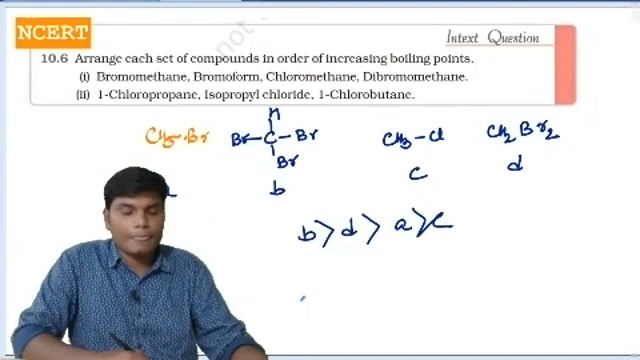 NCERT
Intext Question
10.6 Arrange each set of compounds in order of increasing boiling points.
(i) Bromomethane, Bromoform, Chloromethane, Dibromomethane.
(ii) 1-Chloropropane, Isopropyl chloride, 1-Chlorobutane.
H
CH3-Br Br-C-Br CH3-Cl CH2Br2
Br
b c d
b > d > a > c